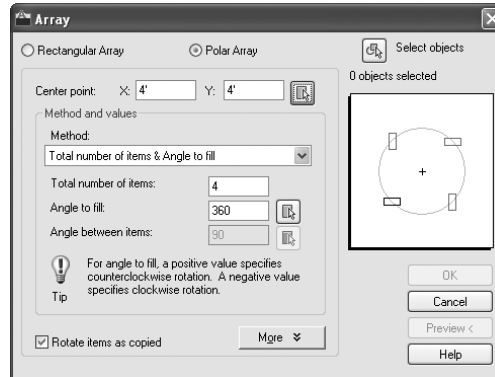 Array
Rectangular Array
Polar Array
Select objects
0 objects selected
Center point: X: 4' Y: 4'
Method and values
Method:
Total number of items & Angle to fill
Total number of items: 4
Angle to fill: 360
Angle between items: 90
For angle to fill, a positive value specifies
counterclockwise rotation. A negative value
specifies clockwise rotation.
Tip
Rotate items as copied
More
OK
Cancel
Preview <
Help